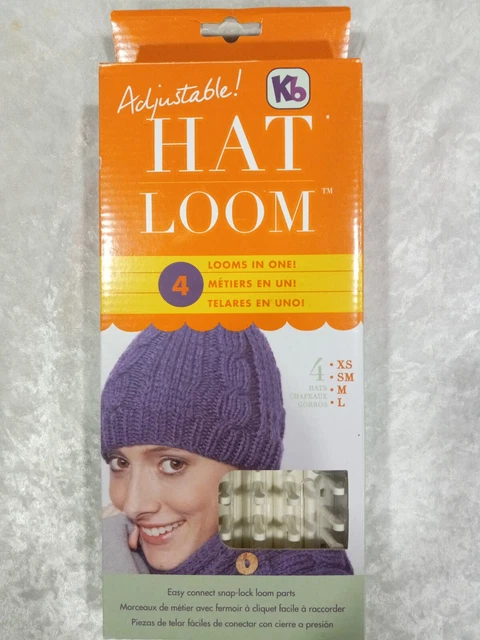 Adjustable!
Kb
HAT
LOOM™
4
LOOMS IN ONE!
MÉTIERS EN UN!
TELARES EN UNO!
4
HATS
CHAPEAUX
GORROS
• XS
• SM
• M
• L
Easy connect snap-lock loom parts
Morceaux de métier avec fermoir à cliquet facile à raccorder
Piezas de telar fáciles de conectar con cierre a presión